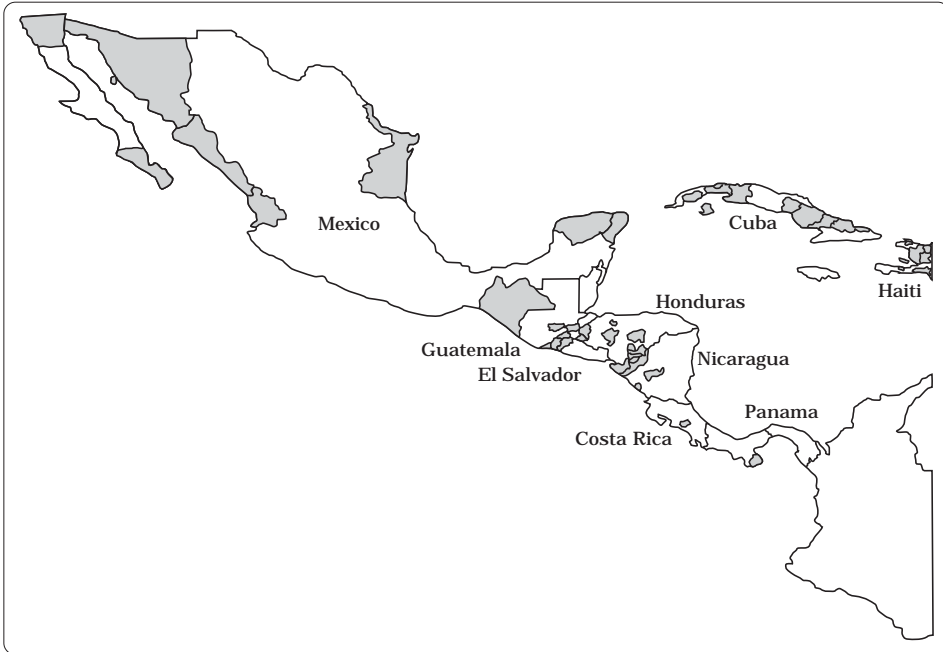 Mexico
Cuba
Haiti
Honduras
Guatemala
Nicaragua
El Salvador
Panama
Costa Rica